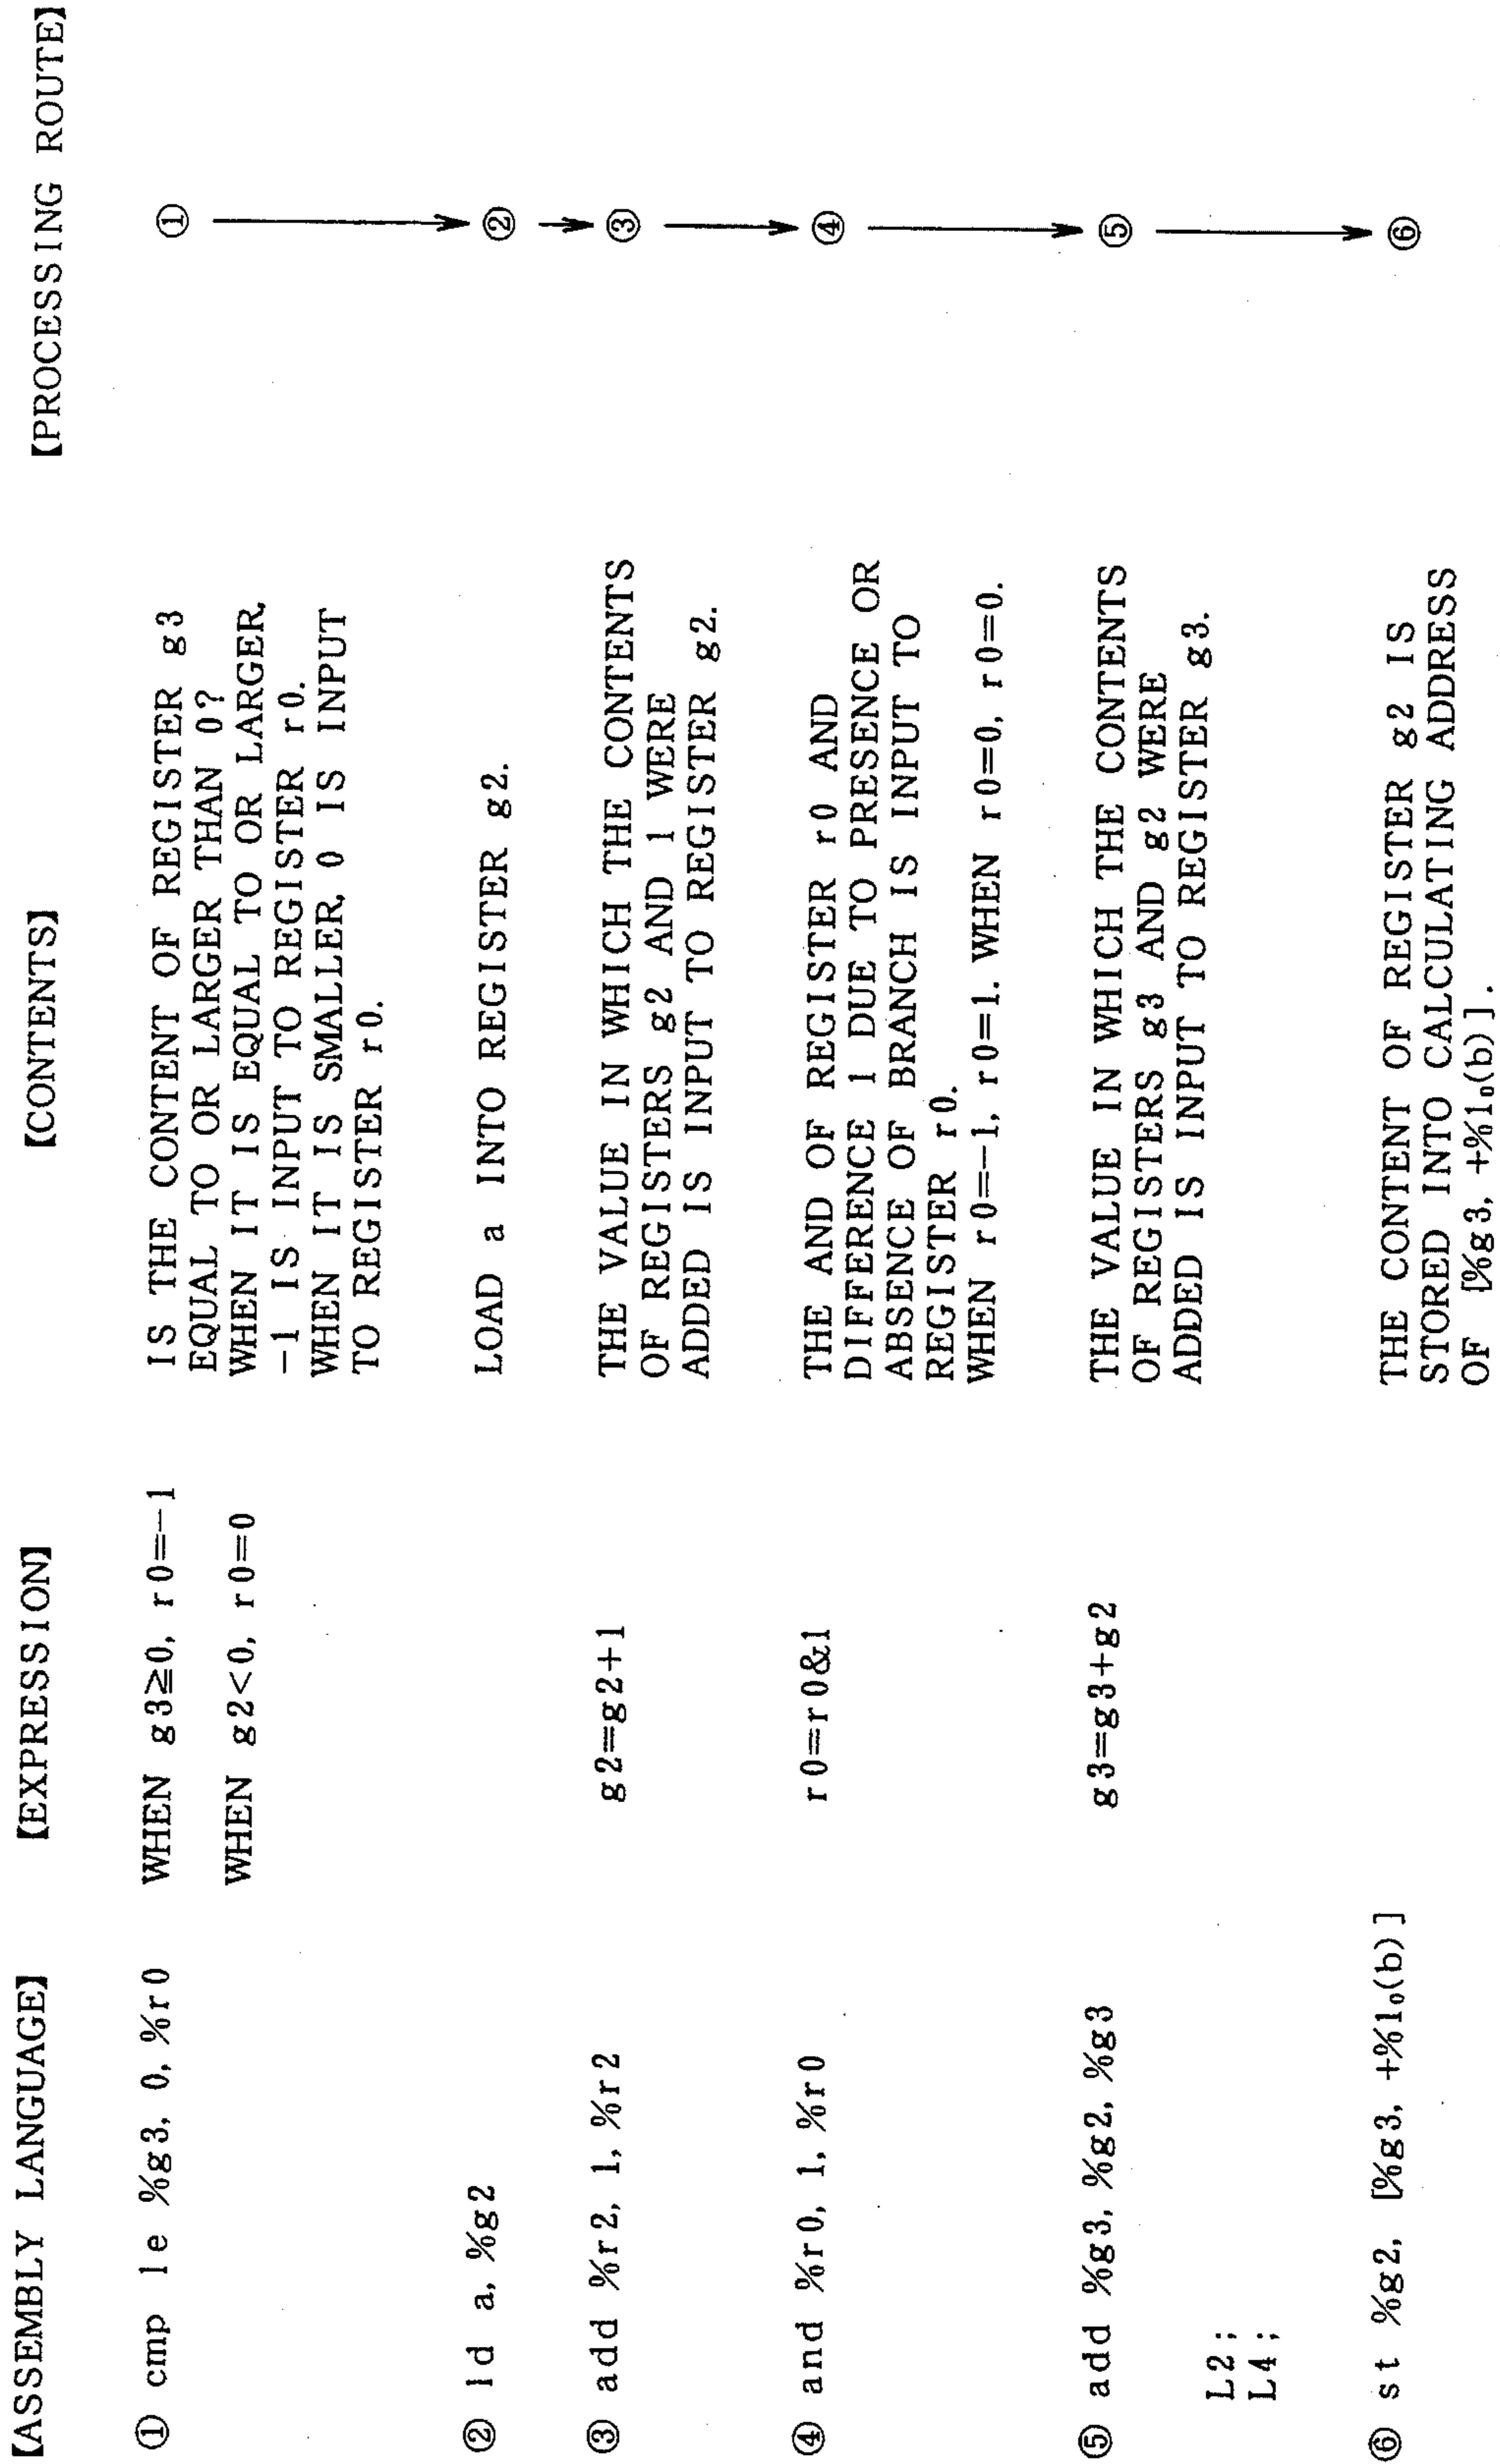 【ASSEMBLY LANGUAGE】 【EXPRESSION】 【CONTENTS】 【PROCESSING ROUTE】
① cmp le %g3, 0, %r0 WHEN g3≧0, r0=-1 IS THE CONTENT OF REGISTER g3 ①
EQUAL TO OR LARGER THAN 0?
WHEN g2<0, r0=0 WHEN IT IS EQUAL TO OR LARGER,
-1 IS INPUT TO REGISTER r0.
WHEN IT IS SMALLER, 0 IS INPUT
TO REGISTER r0.
② ld a, %g2 LOAD a INTO REGISTER g2. ②
③ add %r2, 1, %r2 g2=g2+1 THE VALUE IN WHICH THE CONTENTS ③
OF REGISTERS g2 AND 1 WERE
ADDED IS INPUT TO REGISTER g2.
④ and %r0, 1, %r0 r0=r0&1 THE AND OF REGISTER r0 AND ④
DIFFERENCE 1 DUE TO PRESENCE OR
ABSENCE OF BRANCH IS INPUT TO
REGISTER r0.
WHEN r0=-1, r0=1. WHEN r0=0, r0=0.
⑤ add %g3, %g2, %g3 g3=g3+g2 THE VALUE IN WHICH THE CONTENTS ⑤
OF REGISTERS g3 AND g2 WERE
ADDED IS INPUT TO REGISTER g3.
L2;
L4;
⑥ st %g2, [%g3, +%l₀(b)] THE CONTENT OF REGISTER g2 IS ⑥
STORED INTO CALCULATING ADDRESS
OF [%g3, +%l₀(b)].